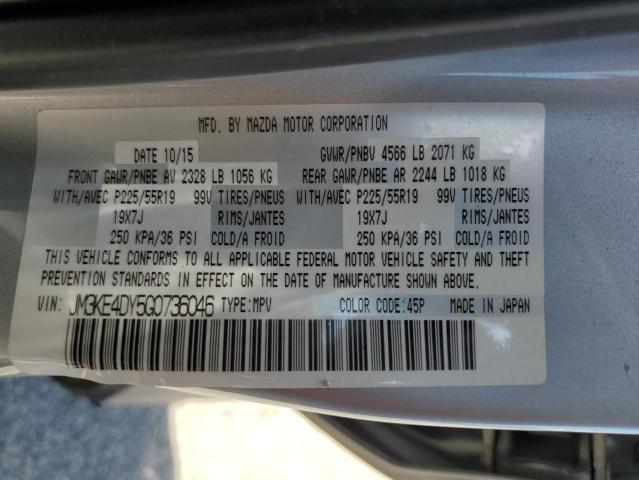 MFD. BY MAZDA MOTOR CORPORATION
DATE 10/15 GVWR/PNBV 4566 LB 2071 KG
FRONT GAWR/PNBE AV 2328 LB 1056 KG REAR GAWR/PNBE AR 2244 LB 1018 KG
WITH/AVEC P225/55R19 99V TIRES/PNEUS WITH/AVEC P225/55R19 99V TIRES/PNEUS
19X7J RIMS/JANTES 19X7J RIMS/JANTES
250 KPA/36 PSI COLD/A FROID 250 KPA/36 PSI COLD/A FROID
THIS VEHICLE CONFORMS TO ALL APPLICABLE FEDERAL MOTOR VEHICLE SAFETY AND THEFT
PREVENTION STANDARDS IN EFFECT ON THE DATE OF MANUFACTURE SHOWN ABOVE.
VIN: JM3KE4DY5G0736046 TYPE:MPV COLOR CODE:45P MADE IN JAPAN